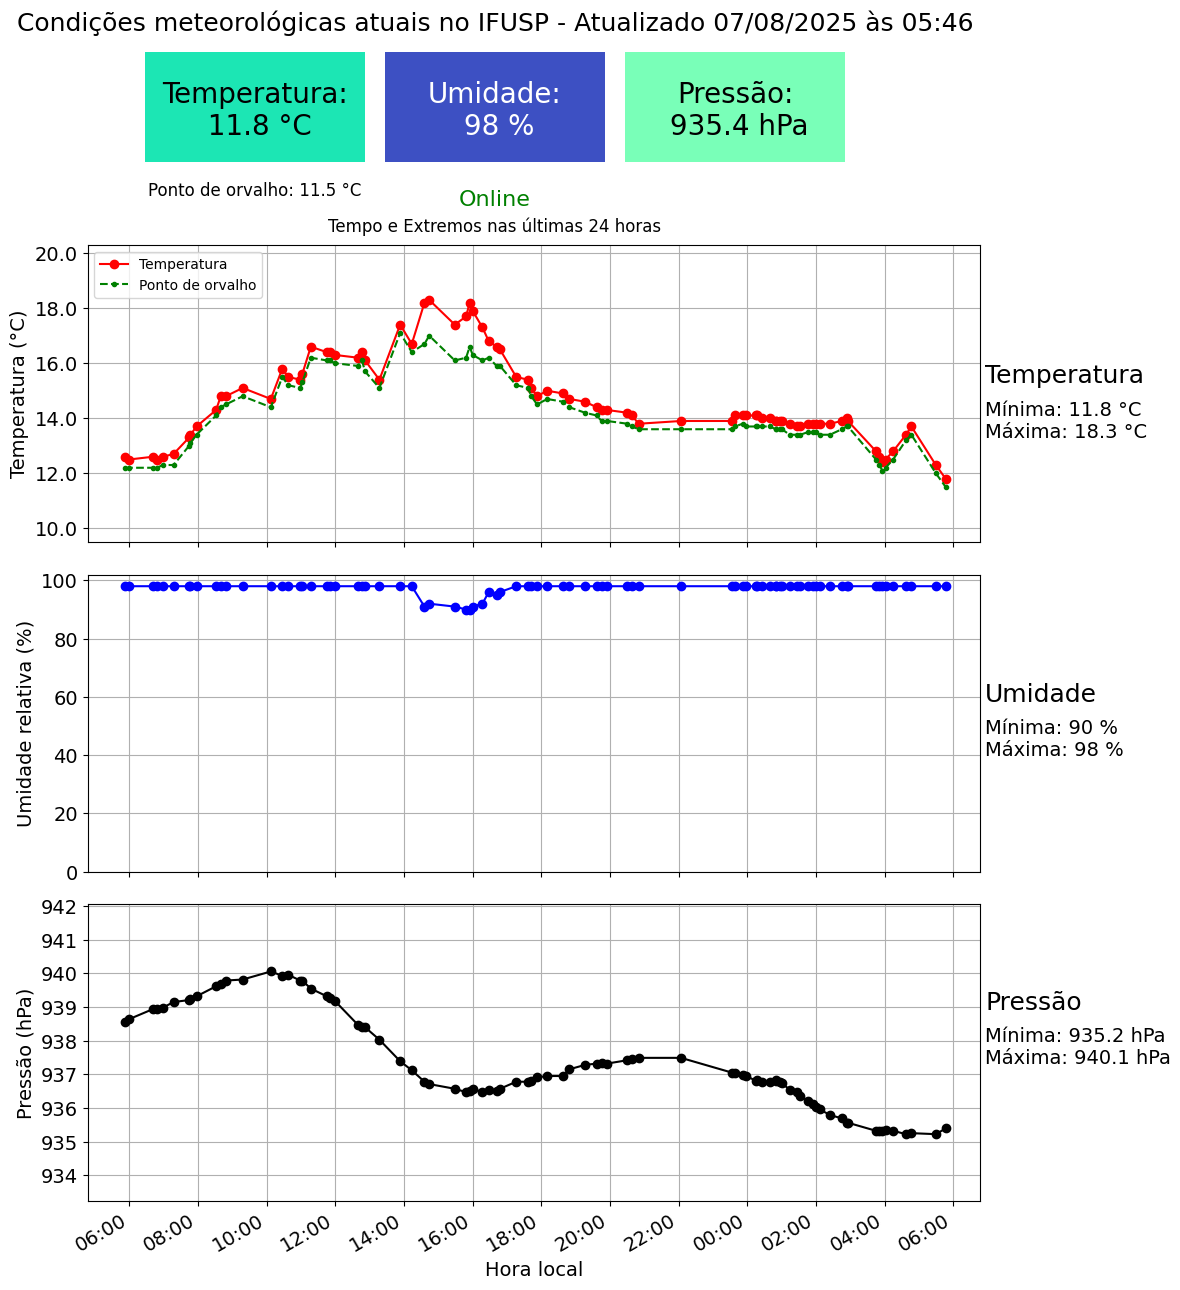 Condições meteorológicas atuais no IFUSP - Atualizado 07/08/2025 às 05:46
Temperatura:
11.8 °C
Umidade:
98 %
Pressão:
935.4 hPa
Ponto de orvalho: 11.5 °C
Online
Tempo e Extremos nas últimas 24 horas
Temperatura
Ponto de orvalho
Temperatura (°C)
20.0
18.0
16.0
14.0
12.0
10.0
Temperatura
Mínima: 11.8 °C
Máxima: 18.3 °C
Umidade relativa (%)
100
80
60
40
20
0
Umidade
Mínima: 90 %
Máxima: 98 %
Pressão (hPa)
942
941
940
939
938
937
936
935
934
Pressão
Mínima: 935.2 hPa
Máxima: 940.1 hPa
06:00
08:00
10:00
12:00
14:00
16:00
18:00
20:00
22:00
00:00
02:00
04:00
06:00
Hora local